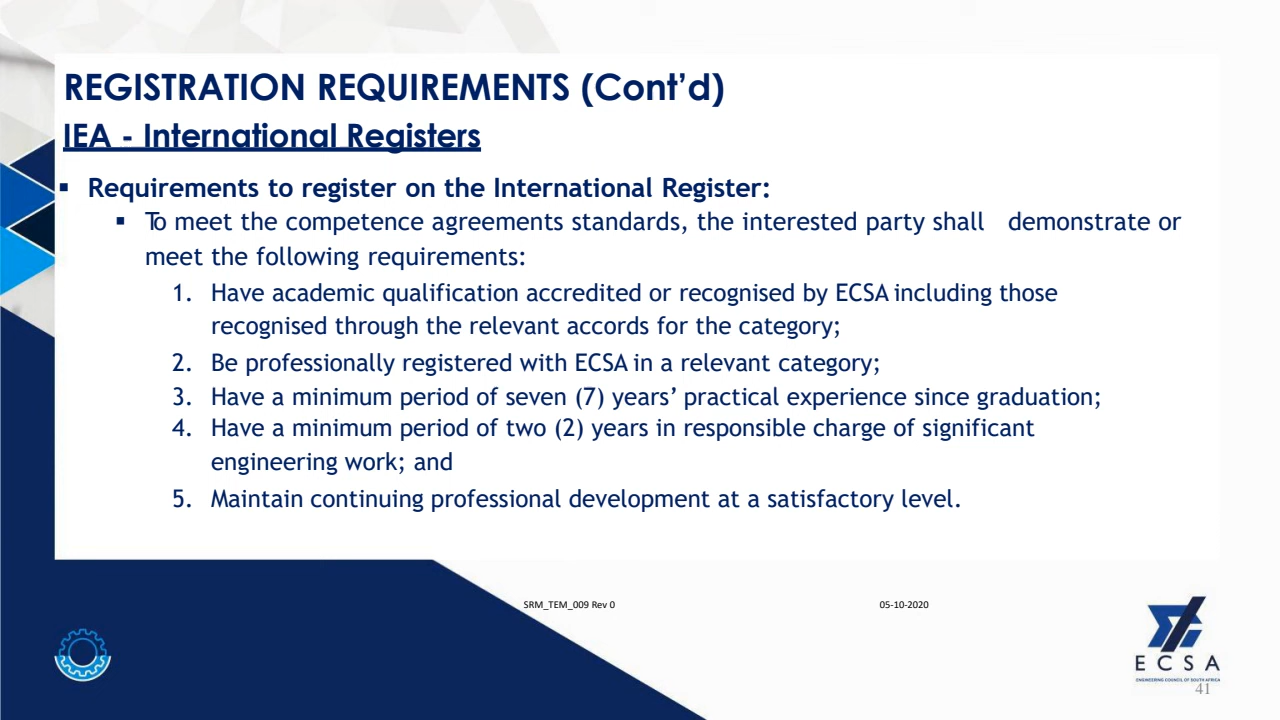 REGISTRATION REQUIREMENTS (Cont’d)
IEA - International Registers
▪ Requirements to register on the International Register:
▪ To meet the competence agreements standards, the interested party shall demonstrate or
meet the following requirements:
1. Have academic qualification accredited or recognised by ECSA including those
recognised through the relevant accords for the category;
2. Be professionally registered with ECSA in a relevant category;
3. Have a minimum period of seven (7) years’ practical experience since graduation;
4. Have a minimum period of two (2) years in responsible charge of significant
engineering work; and
5. Maintain continuing professional development at a satisfactory level.
SRM_TEM_009 Rev 0
05-10-2020
ECSA
ENGINEERING COUNCIL OF SOUTH AFRICA
41